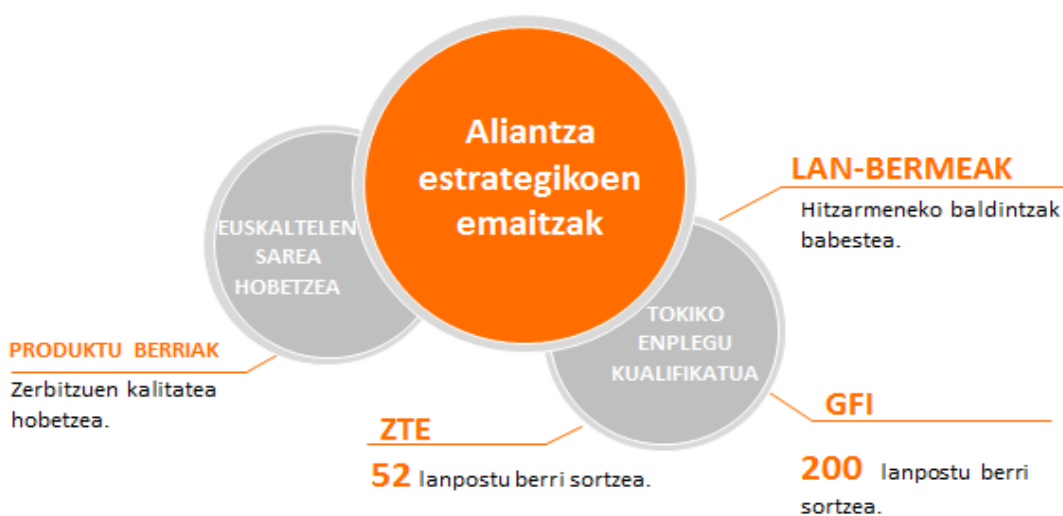 Aliantza
estrategikoen
emaitzak
EUSKALTELEN
SAREA
HOBETZEA
PRODUKTU BERRIAK
Zerbitzuen kalitatea
hobetzea.
LAN-BERMEAK
Hitzarmeneko baldintzak
babestea.
TOKIKO
ENPLEGU
KUALIFIKATUA
ZTE
52 lanpostu berri sortzea.
GFI
200 lanpostu berri
sortzea.